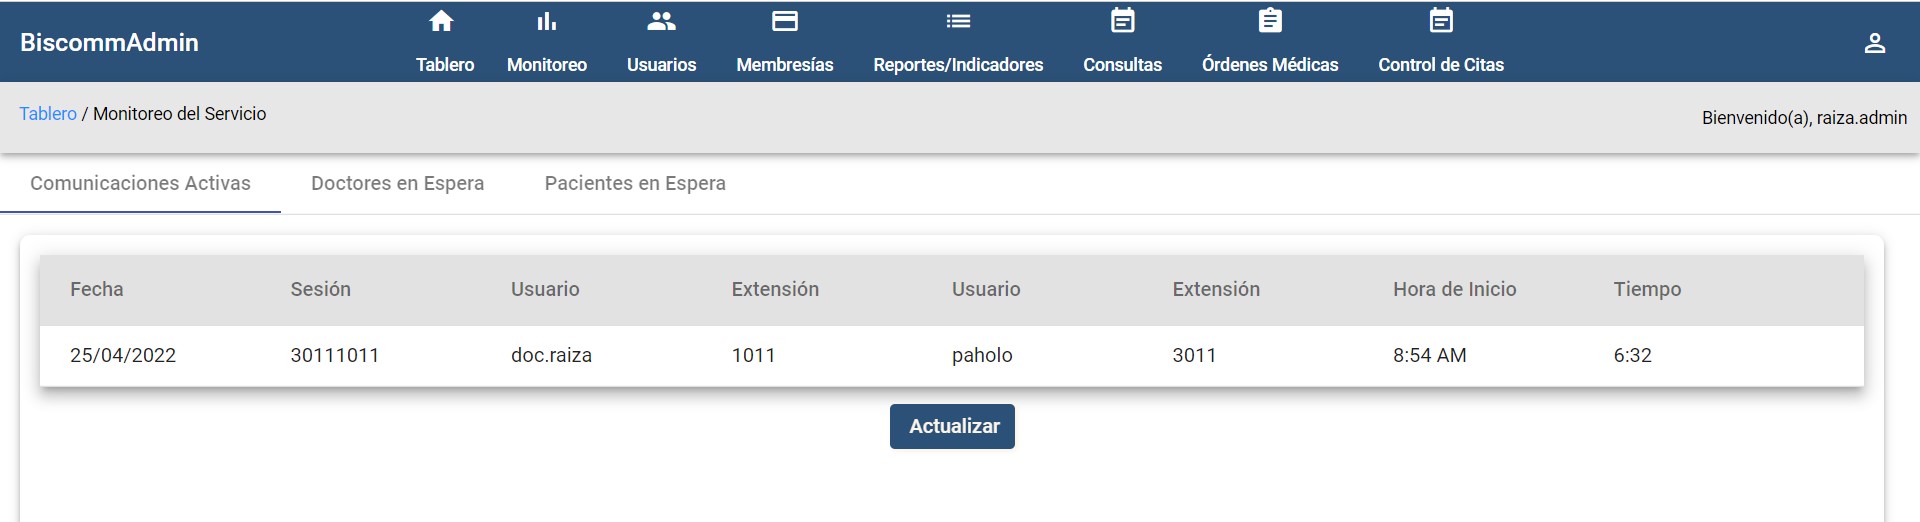 BiscommAdmin
Tablero Monitoreo Usuarios Membresías Reportes/Indicadores Consultas Órdenes Médicas Control de Citas
Tablero / Monitoreo del Servicio
Bienvenido(a), raiza.admin
Comunicaciones Activas Doctores en Espera Pacientes en Espera
Fecha Sesión Usuario Extensión Usuario Extensión Hora de Inicio Tiempo
25/04/2022 30111011 doc.raiza 1011 paholo 3011 8:54 AM 6:32
Actualizar